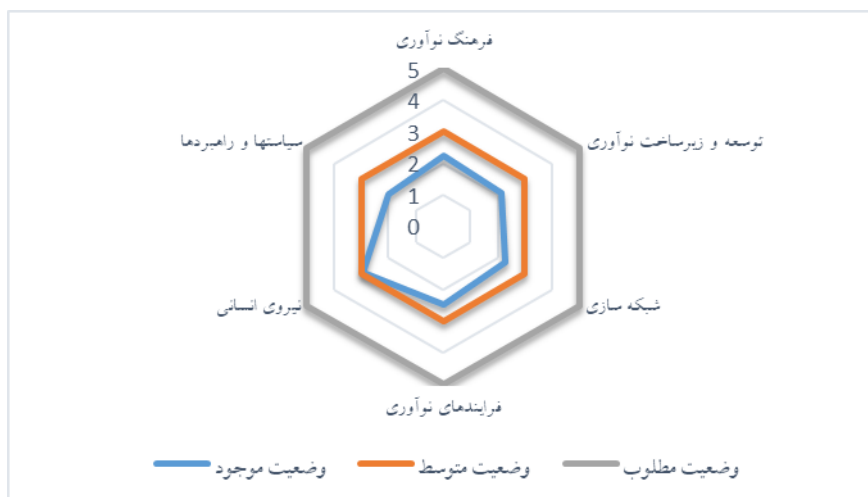 فرهنگ نوآوری
5
4
3
2
1
0
توسعه و زیرساخت نوآوری
شبکه سازی
فرایندهای نوآوری
نیروی انسانی
سیاستها و راهبردها
وضعیت مطلوب وضعیت متوسط وضعیت موجود